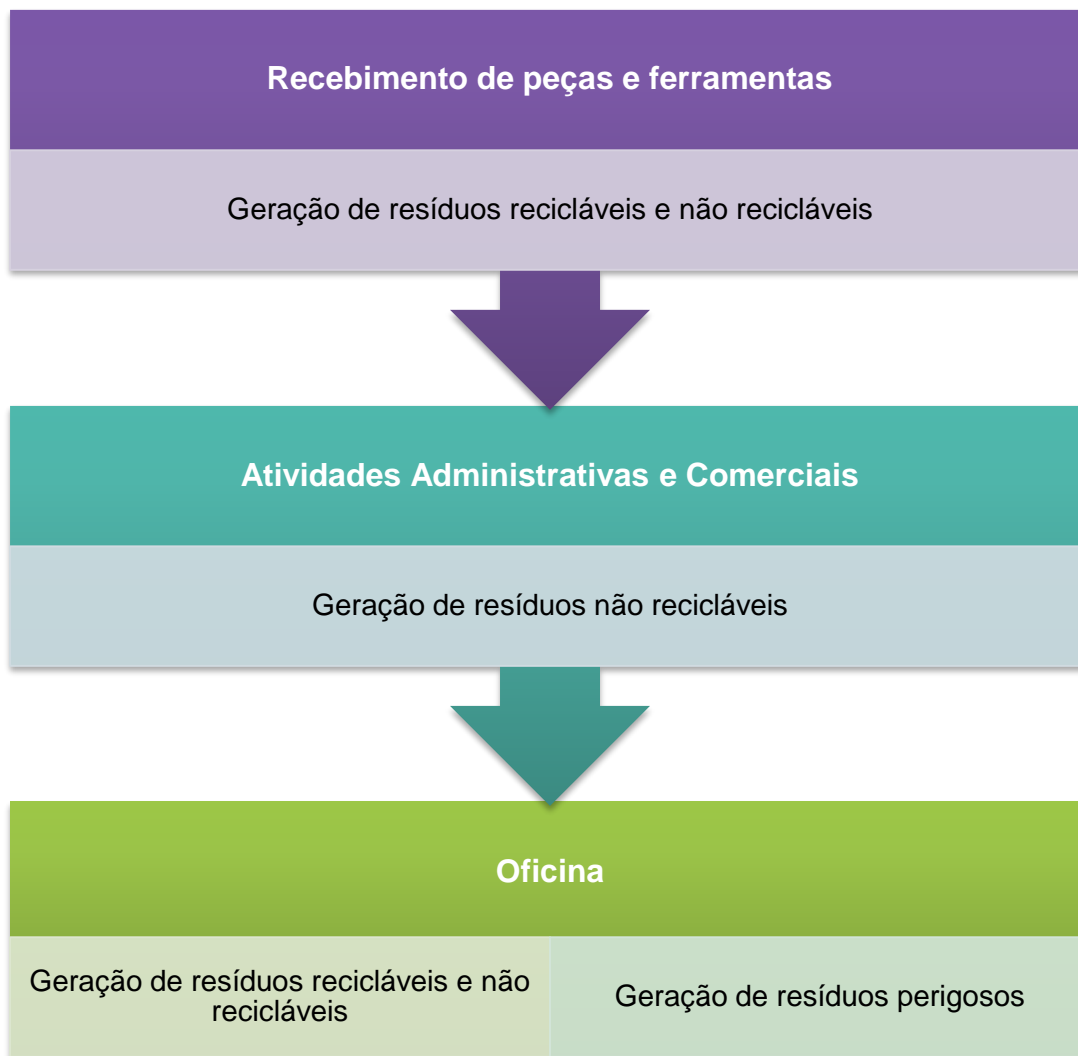 Recebimento de peças e ferramentas
Geração de resíduos recicláveis e não recicláveis
Atividades Administrativas e Comerciais
Geração de resíduos não recicláveis
Oficina
Geração de resíduos recicláveis e não
recicláveis
Geração de resíduos perigosos